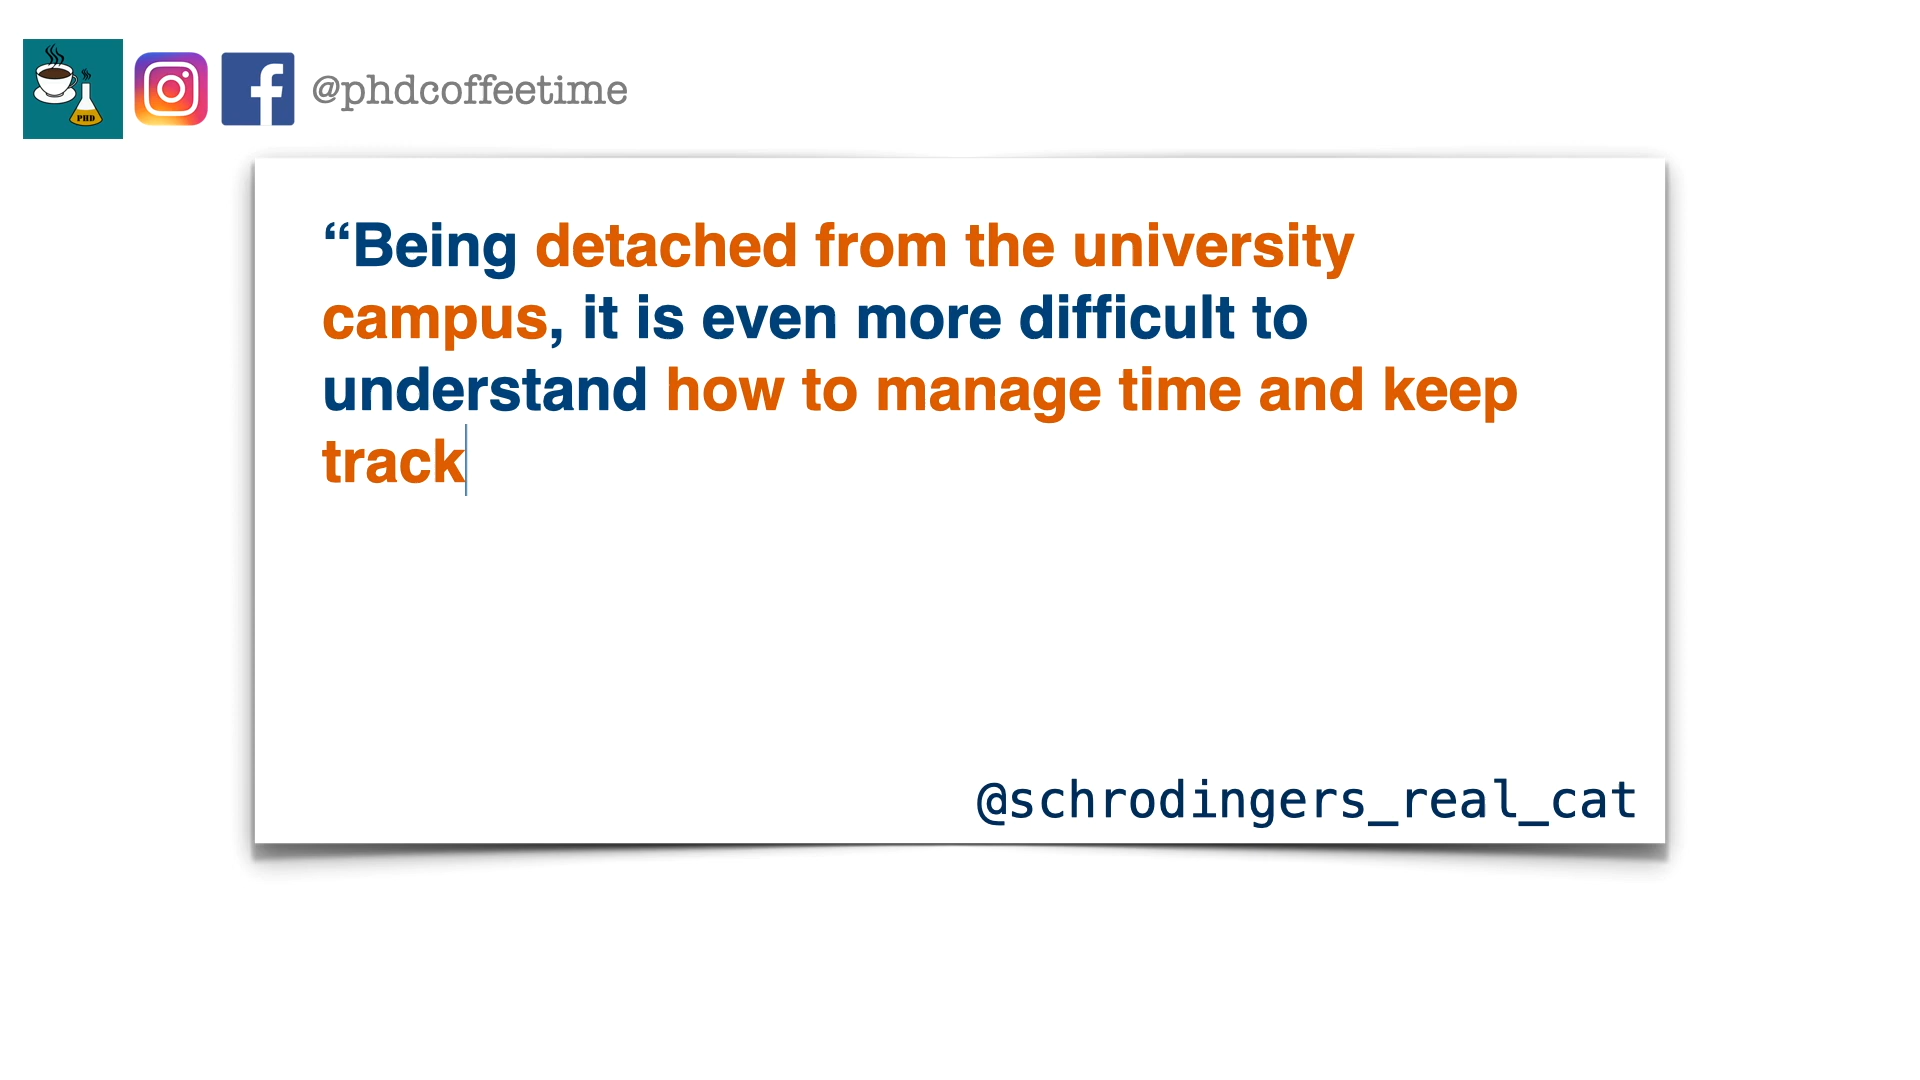 PHD
@phdcoffeetime
“Being detached from the university
campus, it is even more difficult to
understand how to manage time and keep
track
@schrodingers_real_cat